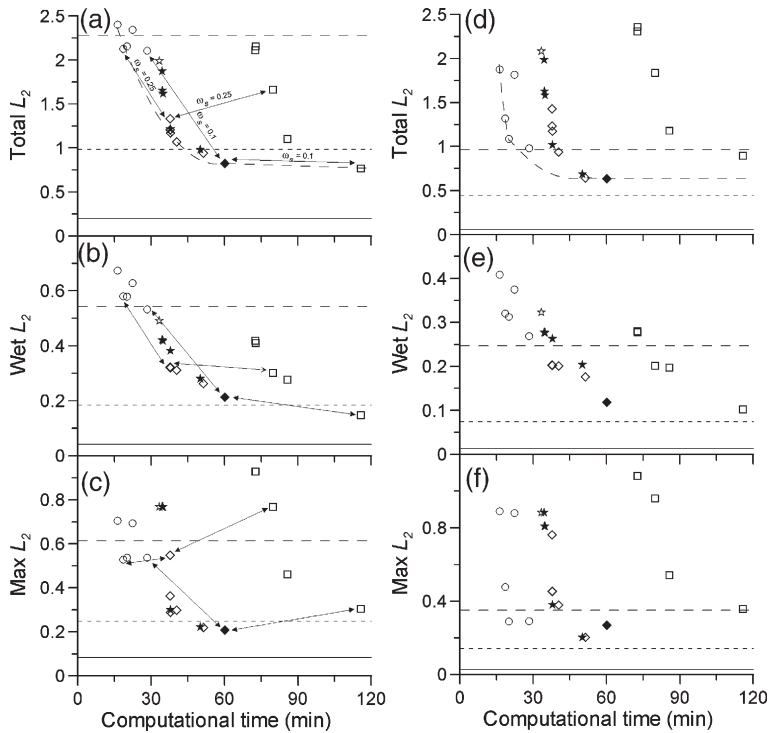 (a)
2.5
2
1.5
1
0.5
0
Total L₂
ωₛ = 0.25
ωₛ = 0.25
ωₛ = 0.1
ωₛ = 0.1
(d)
2.5
2
1.5
1
0.5
0
Total L₂
(b)
0.6
0.4
0.2
0
Wet L₂
(e)
0.4
0.3
0.2
0.1
0
Wet L₂
(c)
0.8
0.6
0.4
0.2
0
Max L₂
0 30 60 90 120
Computational time (min)
(f)
0.8
0.4
0
Max L₂
0 30 60 90 120
Computational time (min)